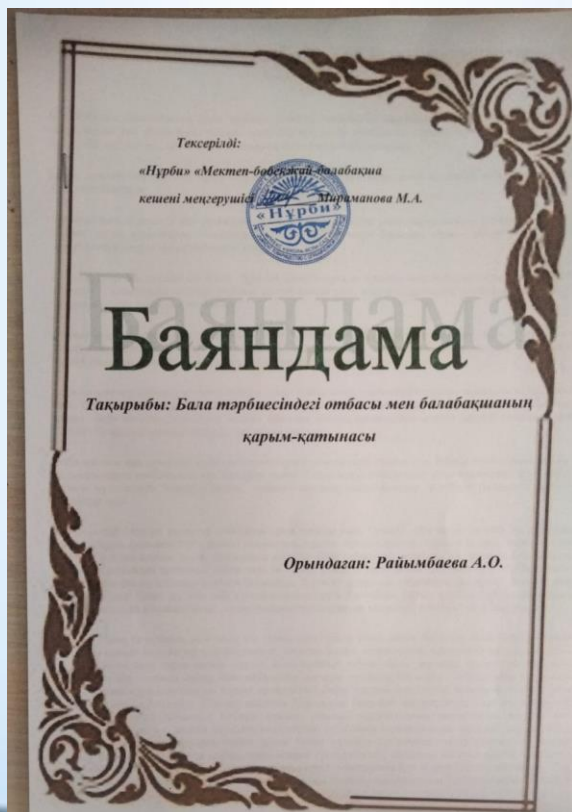 Тексерілді:
«Нұрби» «Мектеп-бөбекжай-балабақша
кешені меңгерушісі Мираманова М.А.
«Нұрби»
Баяндама
Тақырыбы: Бала тәрбиесіндегі отбасы мен балабақшаның
қарым-қатынасы
Орындаған: Райымбаева А.О.